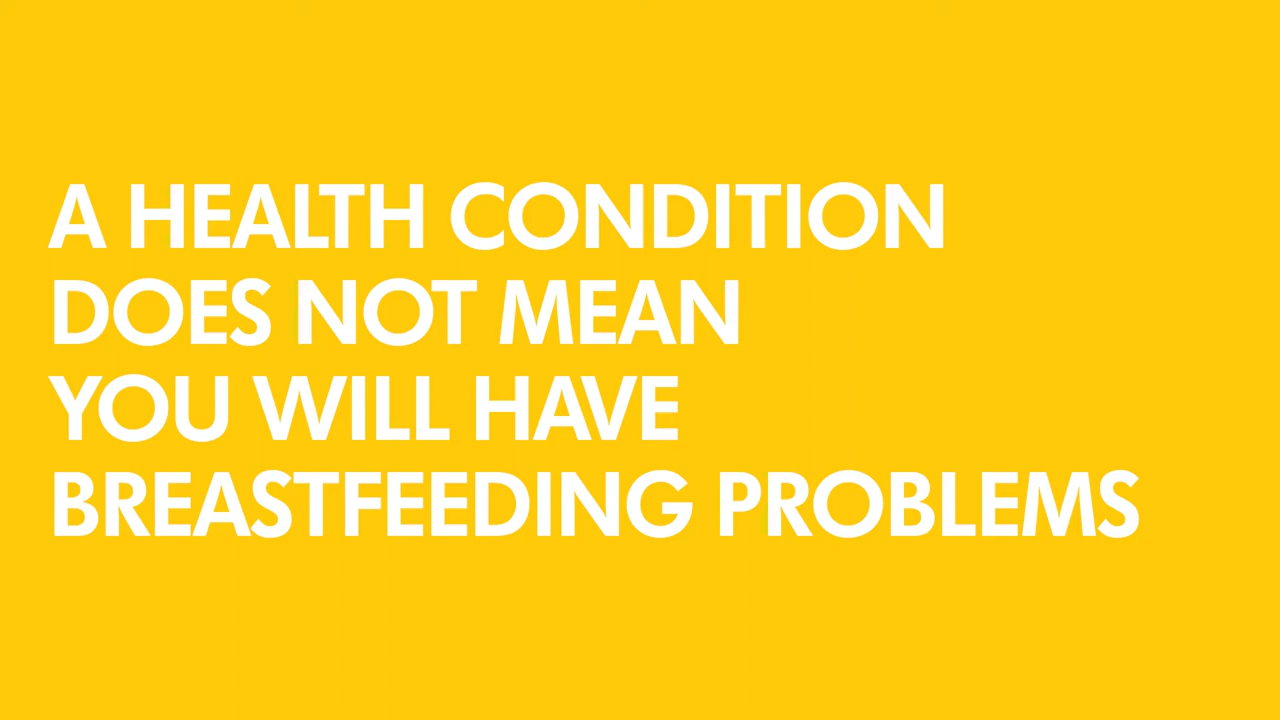 A HEALTH CONDITION
DOES NOT MEAN
YOU WILL HAVE
BREASTFEEDING PROBLEMS